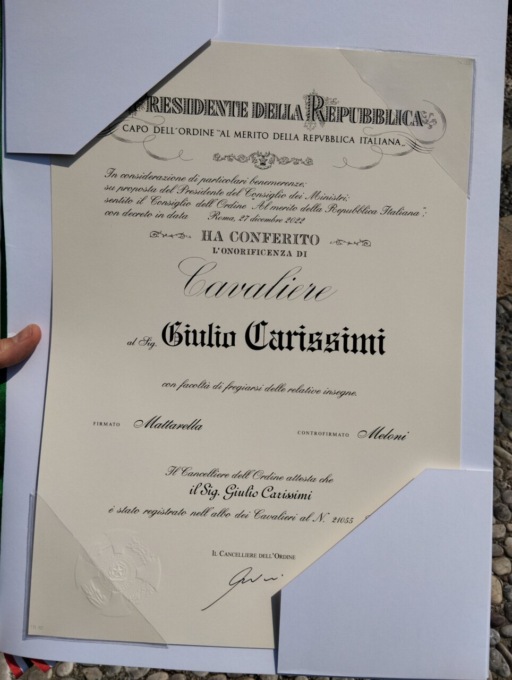 PRESIDENTE DELLA REPUBBLICA
CAPO DELL'ORDINE "AL MERITO DELLA REPVBBLICA ITALIANA„
In considerazione di particolari benemerenze;
su proposta del Presidente del Consiglio dei Ministri;
sentito il Consiglio dell'Ordine "Al merito della Repubblica Italiana";
con decreto in data Roma, 27 dicembre 2022
HA CONFERITO
L'ONORIFICENZA DI
Cavaliere
al Sig. Giulio Carissimi
con facoltà di fregiarsi delle relative insegne.
FIRMATO Mattarella CONTROFIRMATO Meloni
Il Cancelliere dell'Ordine attesta che
il Sig. Giulio Carissimi
è stato registrato nell'albo dei Cavalieri al N. 21055
IL CANCELLIERE DELL'ORDINE